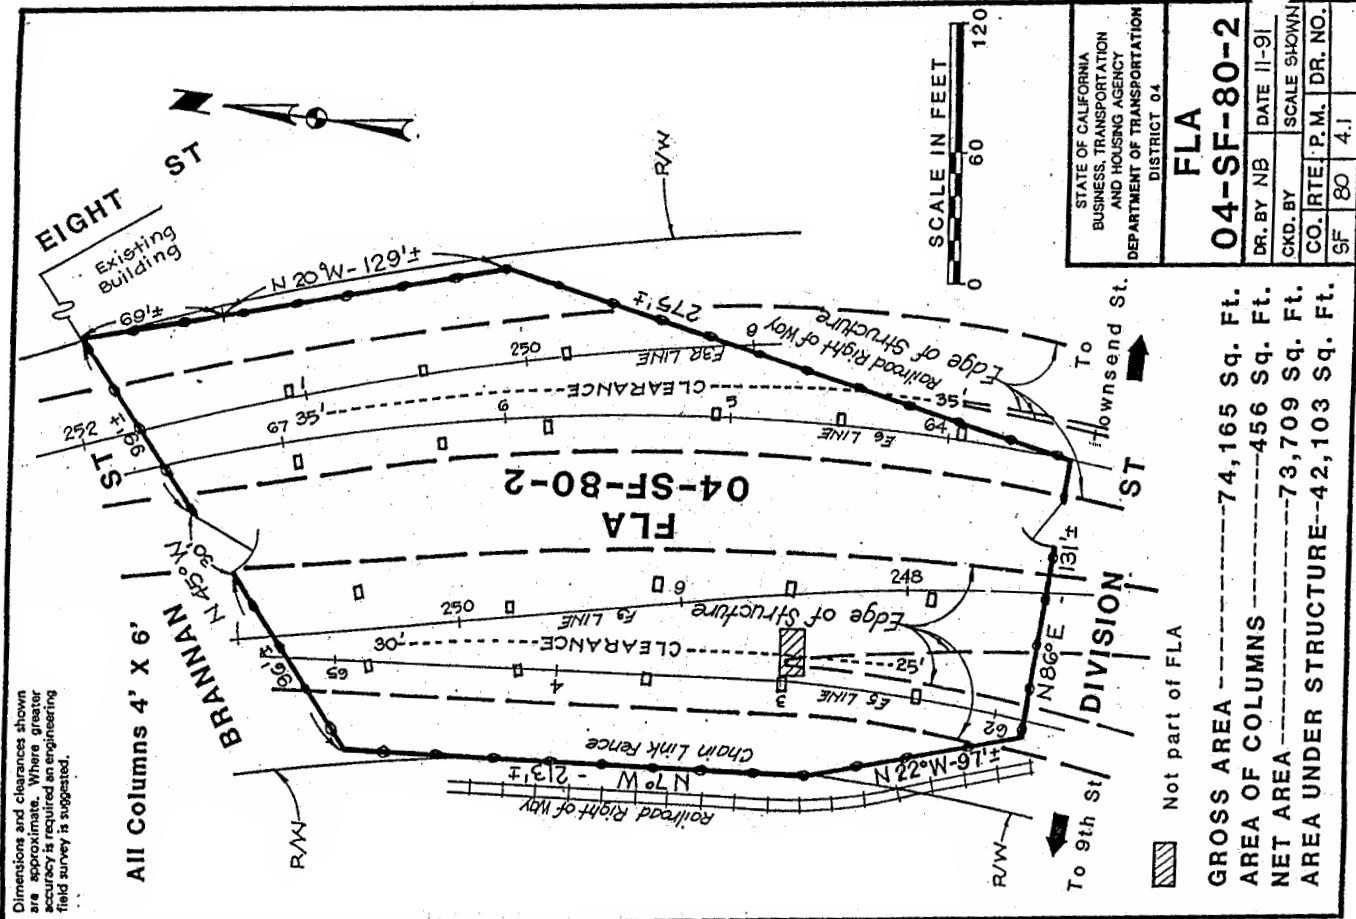 Dimensions and clearances shown
are approximate. Where greater
accuracy is required an engineering
field survey is suggested.
All Columns 4' X 6'
EIGHT ST
Existing
Building
N
BRANNAN ST
N 45° W
30'
99'±
96'±
69'±
N 20°W-129'±
R/W
SCALE IN FEET
0 60 120
252
1
250
F3R LINE
35'
CLEARANCE
35'
275'±
Railroad Right of Way
6
Edge of Structure
67
6
5
E6 LINE
64
FLA
04-SF-80-2
250
F9 LINE
6
248
Edge of Structure
30'
CLEARANCE
25'
65
4
3
E5 LINE
62
Chain Link Fence
N 7° W - 213'±
Railroad Right of Way
N 22°W-97'±
N 86° E - 131'±
DIVISION ST
To
Townsend St.
To 9th St
R/W
R/W
Not part of FLA
GROSS AREA --------74,165 Sq. Ft.
AREA OF COLUMNS --------456 Sq. Ft.
NET AREA-----------73,709 Sq. Ft.
AREA UNDER STRUCTURE--42,103 Sq. Ft.
STATE OF CALIFORNIA
BUSINESS, TRANSPORTATION
AND HOUSING AGENCY
DEPARTMENT OF TRANSPORTATION
DISTRICT 04
FLA
04-SF-80-2
DR. BY NB DATE 11-91
CKD. BY SCALE SHOWN
CO. RTE. P.M. DR. NO.
SF 80 4.1